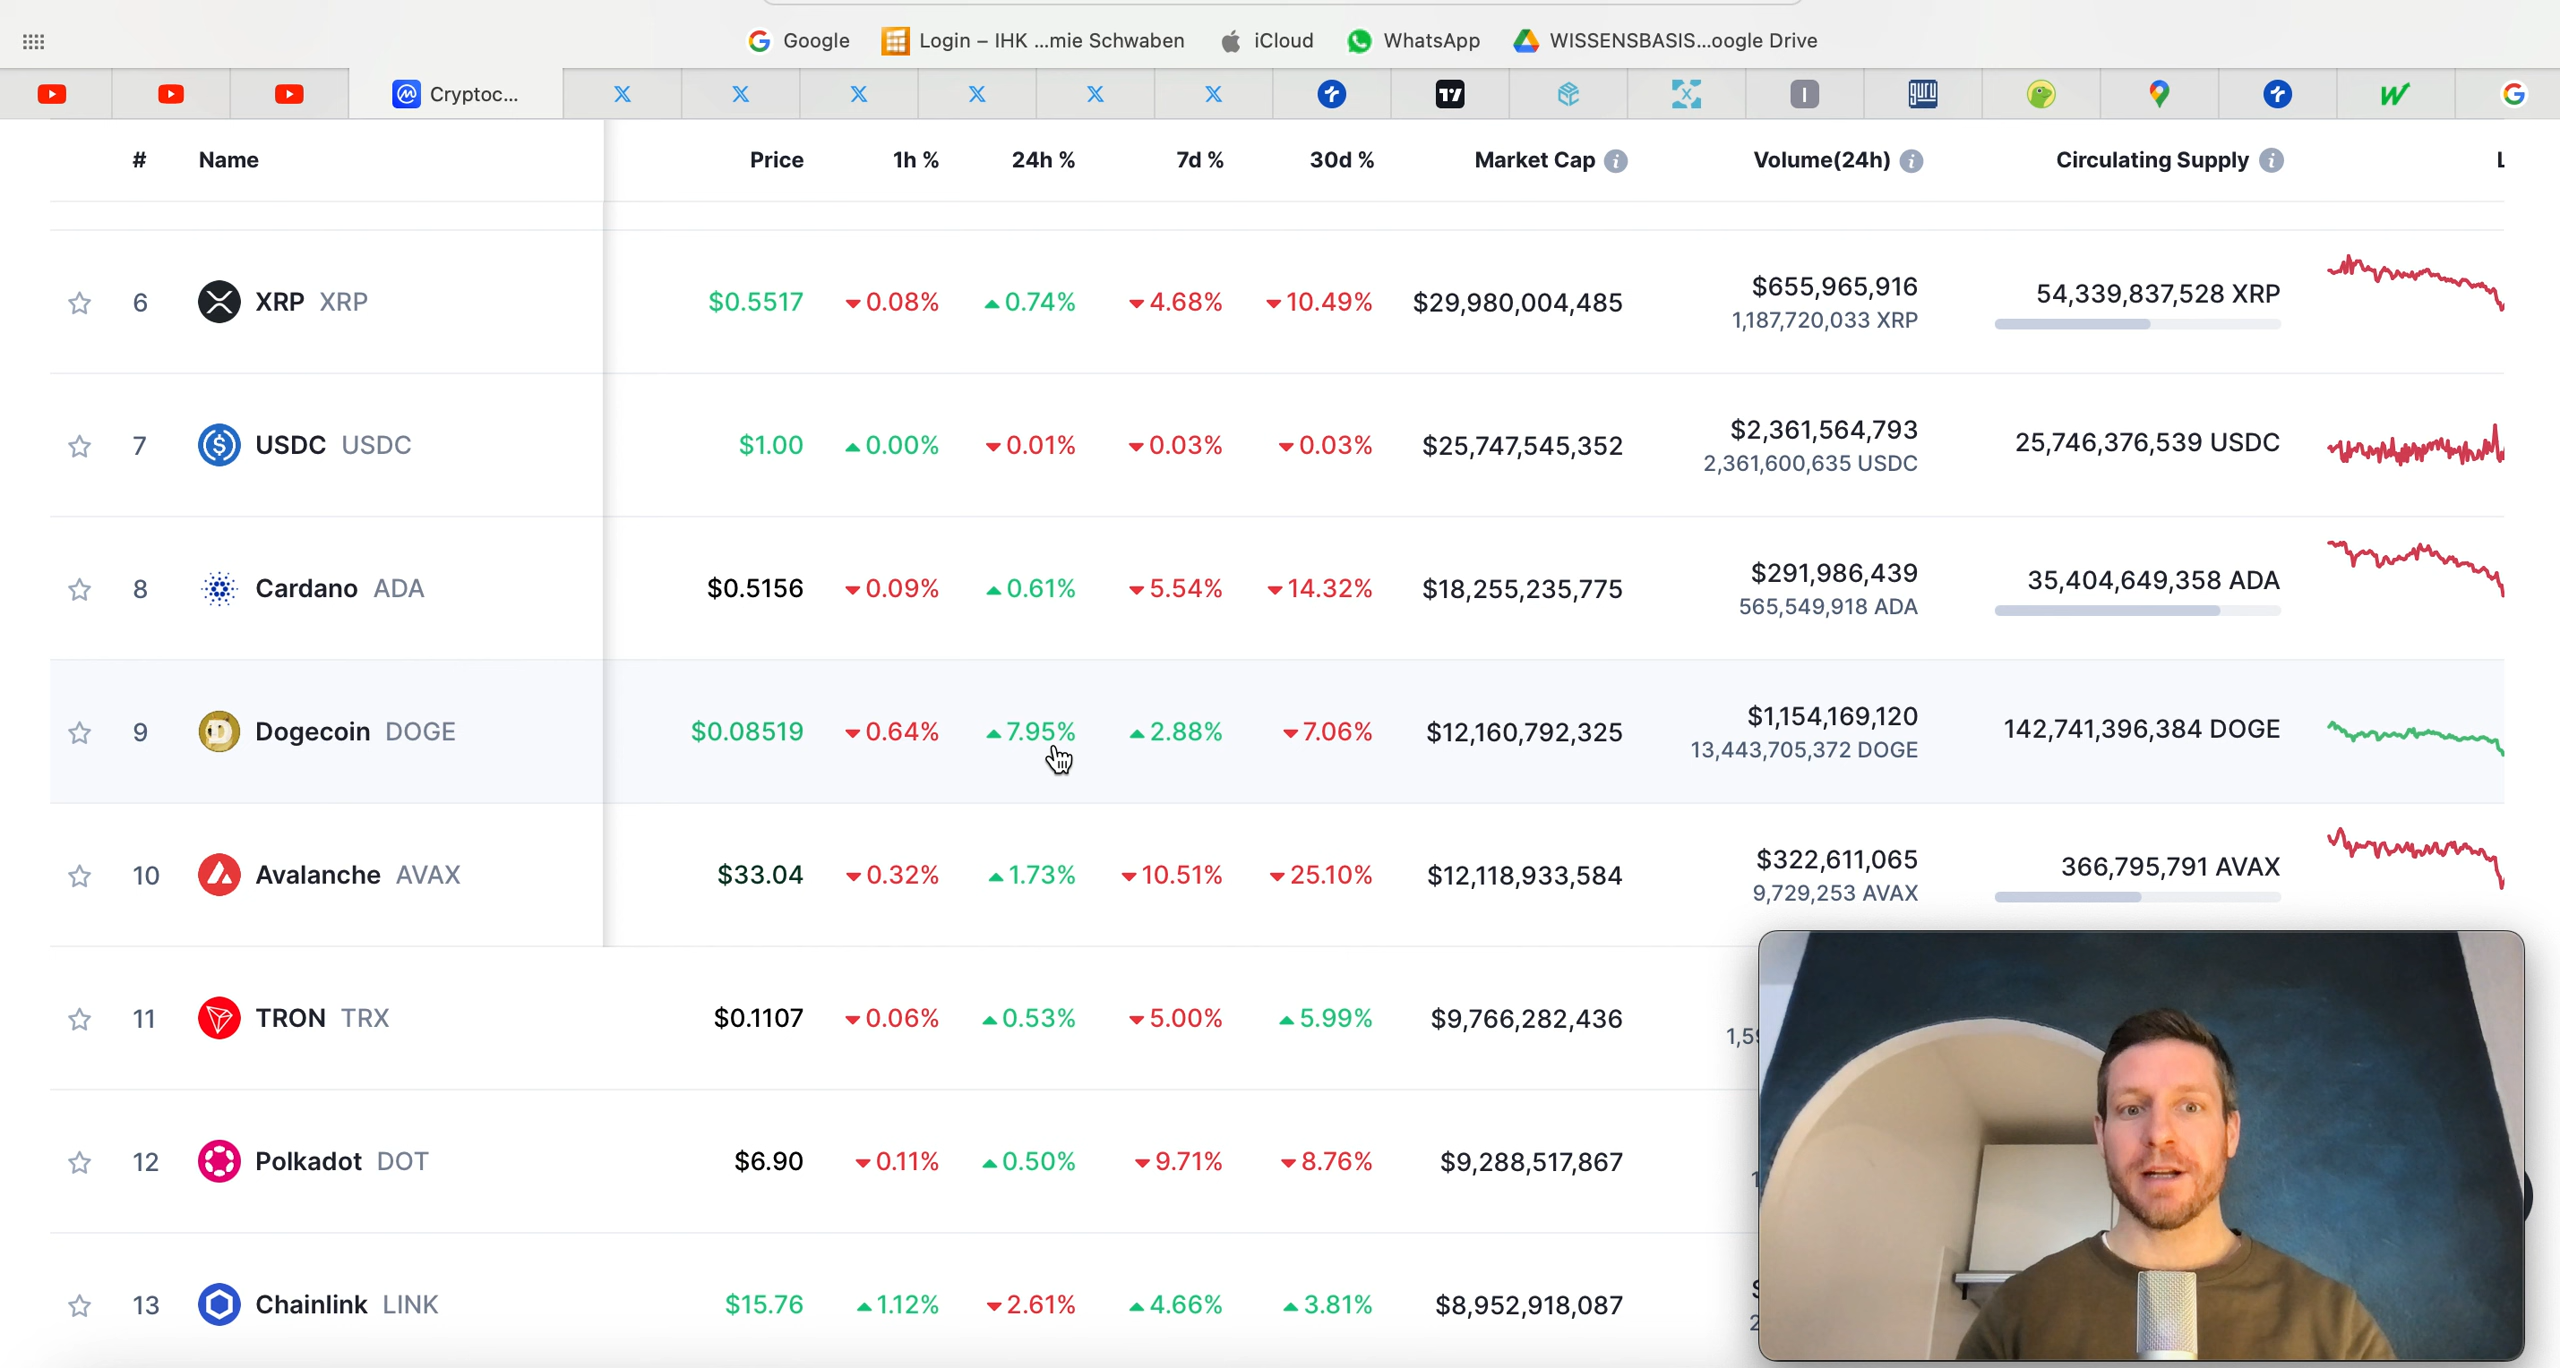 Google Login – IHK ...mie Schwaben iCloud WhatsApp WISSENSBASIS...oogle Drive
Cryptoc...
# Name Price 1h % 24h % 7d % 30d % Market Cap Volume(24h) Circulating Supply
6 XRP XRP $0.5517 0.08% 0.74% 4.68% 10.49% $29,980,004,485 $655,965,916 54,339,837,528 XRP
1,187,720,033 XRP
7 USDC USDC $1.00 0.00% 0.01% 0.03% 0.03% $25,747,545,352 $2,361,564,793 25,746,376,539 USDC
2,361,600,635 USDC
8 Cardano ADA $0.5156 0.09% 0.61% 5.54% 14.32% $18,255,235,775 $291,986,439 35,404,649,358 ADA
565,549,918 ADA
9 Dogecoin DOGE $0.08519 0.64% 7.95% 2.88% 7.06% $12,160,792,325 $1,154,169,120 142,741,396,384 DOGE
13,443,705,372 DOGE
10 Avalanche AVAX $33.04 0.32% 1.73% 10.51% 25.10% $12,118,933,584 $322,611,065 366,795,791 AVAX
9,729,253 AVAX
11 TRON TRX $0.1107 0.06% 0.53% 5.00% 5.99% $9,766,282,436
12 Polkadot DOT $6.90 0.11% 0.50% 9.71% 8.76% $9,288,517,867
13 Chainlink LINK $15.76 1.12% 2.61% 4.66% 3.81% $8,952,918,087